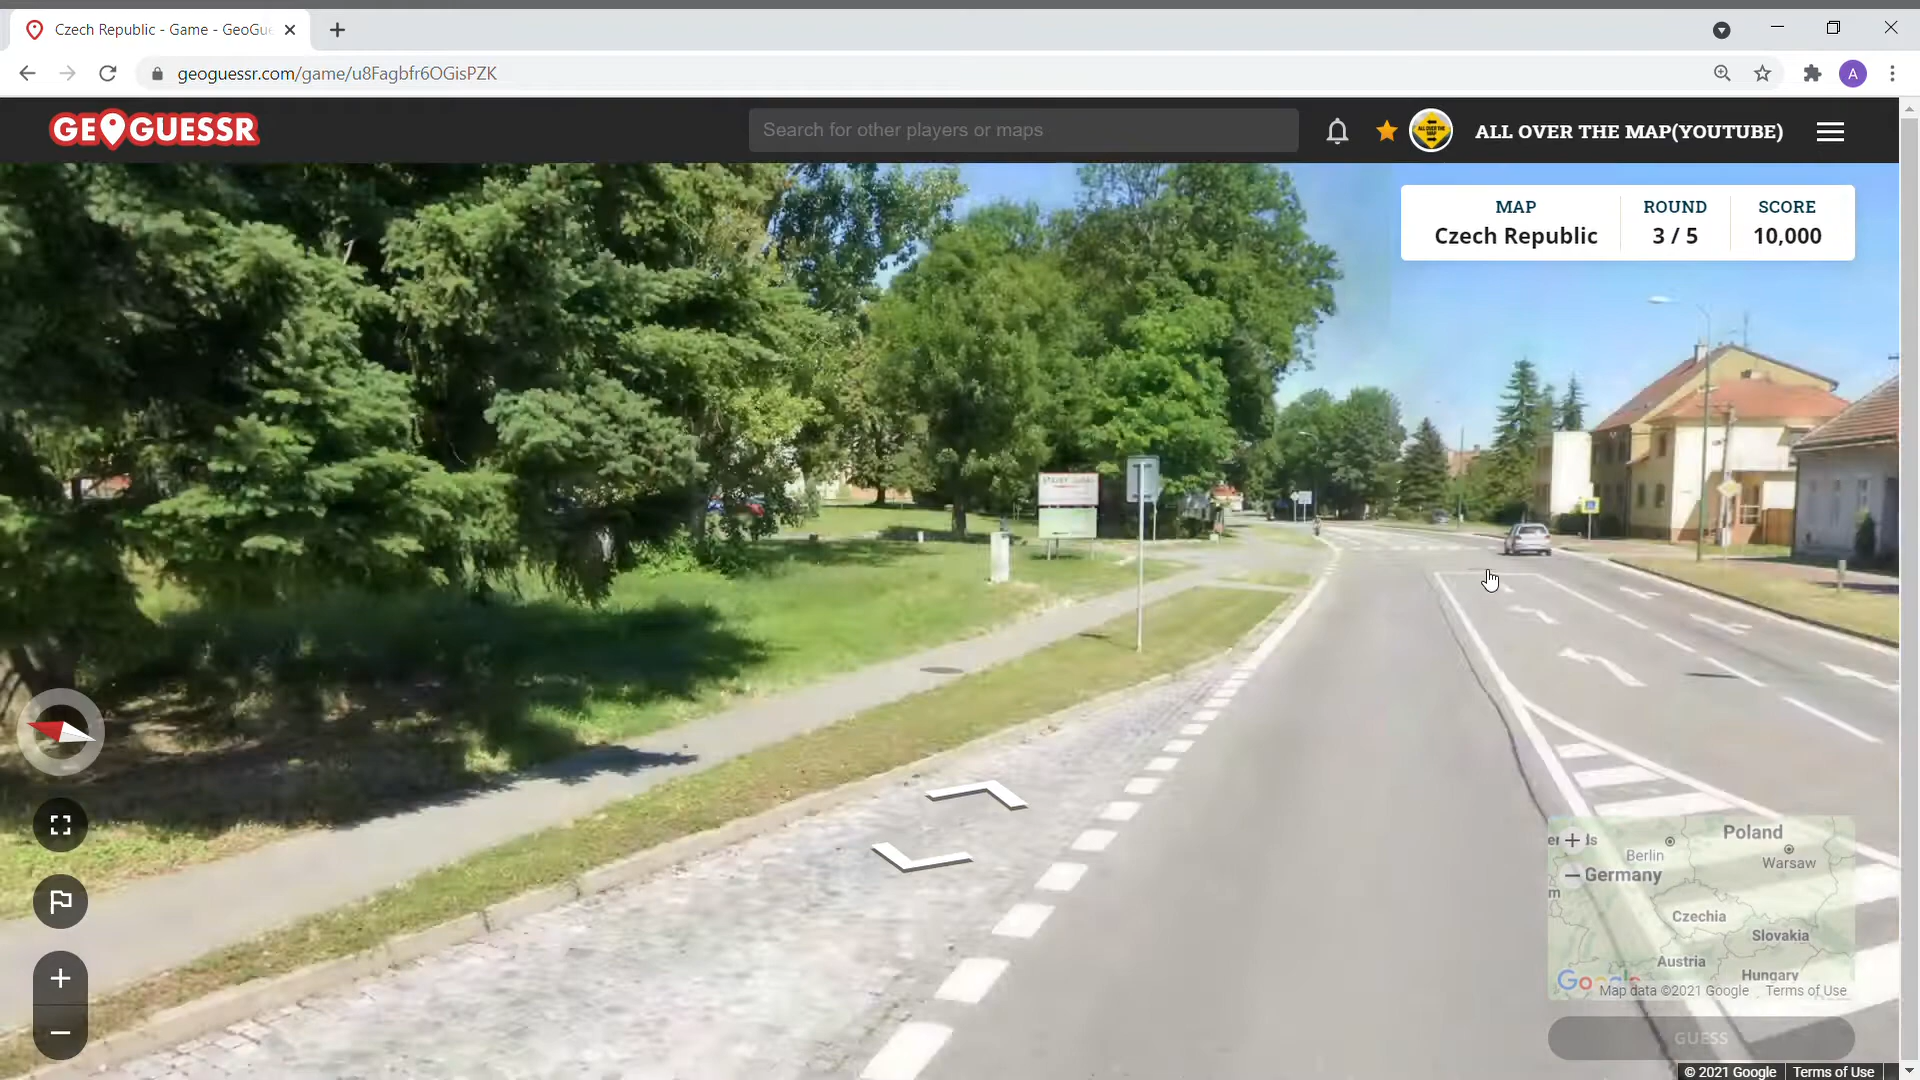 Czech Republic - Game - GeoGue
geoguessr.com/game/u8Fagbfr6OGisPZK
A
GEOGUESSR
Search for other players or maps
ALL OVER THE MAP(YOUTUBE)
MAP
ROUND
SCORE
Czech Republic
3 / 5
10,000
Poland
Berlin
Warsaw
Germany
Czechia
Slovakia
Austria
Hungary
Google
Map data ©2021 Google
Terms of Use
GUESS
© 2021 Google
Terms of Use